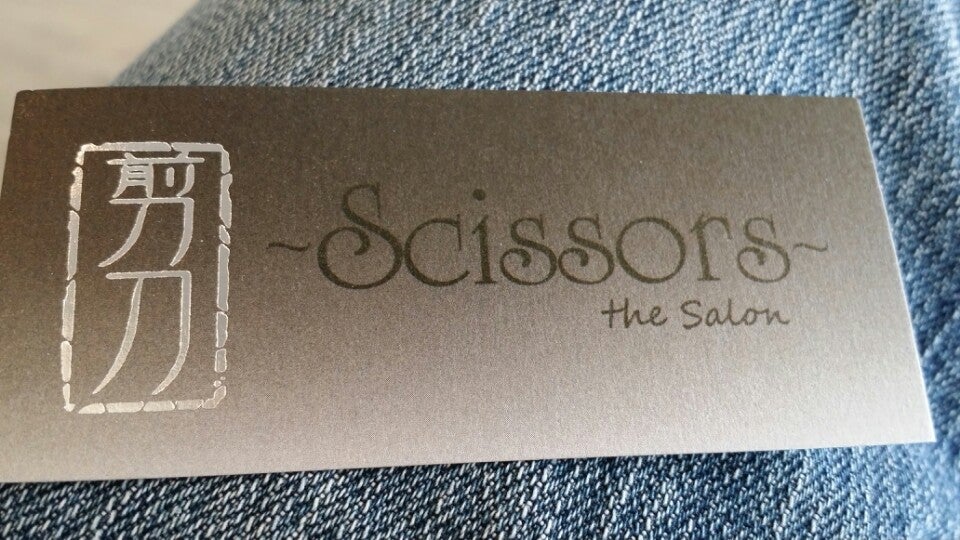 剪刀
~Scissors~
the Salon